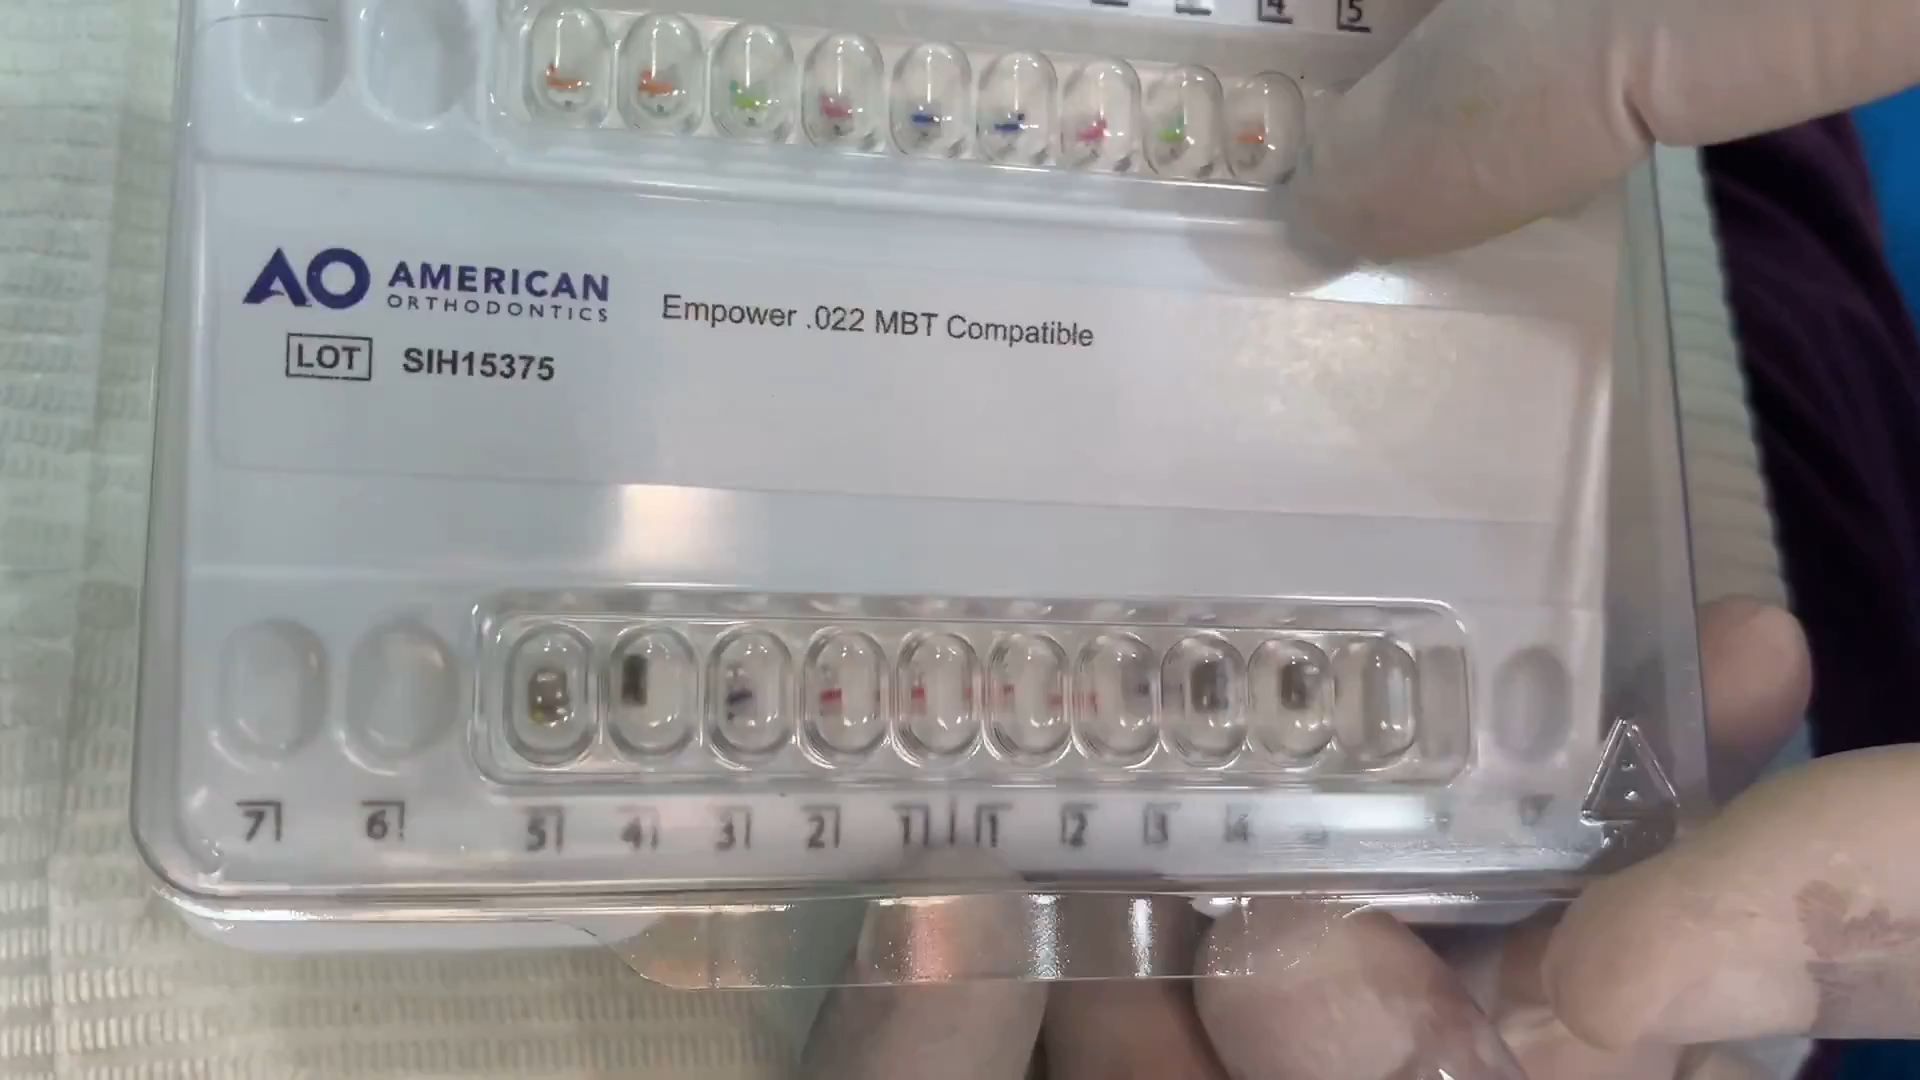 4 5
AO AMERICAN
ORTHODONTICS
Empower .022 MBT Compatible
LOT SIH15375
7 6 5 4 3 2 1 1 2 3 4